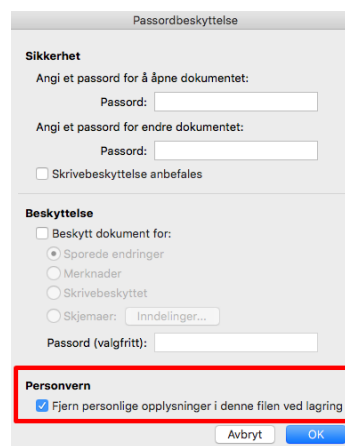 Passordbeskyttelse
Sikkerhet
Angi et passord for å åpne dokumentet:
Passord:
Angi et passord for endre dokumentet:
Passord:
Skrivebeskyttelse anbefales
Beskyttelse
Beskytt dokument for:
Sporede endringer
Merknader
Skrivebeskyttet
Skjemaer: Inndelinger...
Passord (valgfritt):
Personvern
Fjern personlige opplysninger i denne filen ved lagring
Avbryt OK